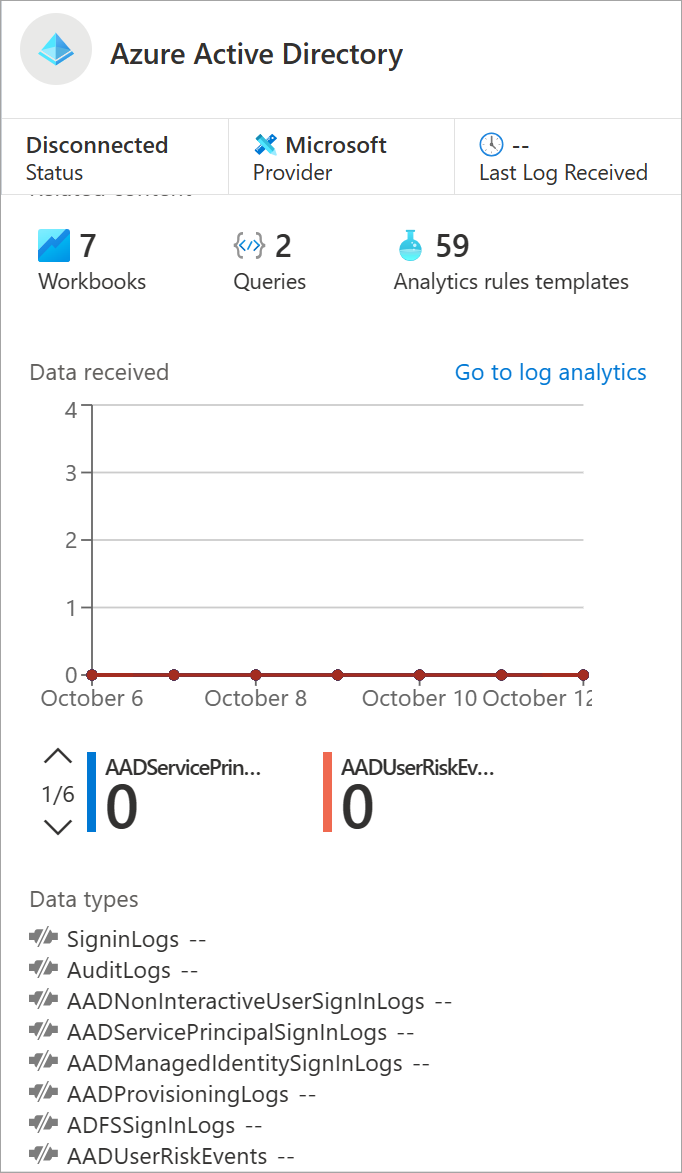 Azure Active Directory
Disconnected
Status
Microsoft
Provider
--
Last Log Received
Related content
7
Workbooks
2
Queries
59
Analytics rules templates
Data received
Go to log analytics
4
3
2
1
0
October 6 October 8 October 10 October 12
1/6
AADServicePrin...
0
AADUserRiskEv...
0
Data types
SigninLogs --
AuditLogs --
AADNonInteractiveUserSignInLogs --
AADServicePrincipalSignInLogs --
AADManagedIdentitySignInLogs --
AADProvisioningLogs --
ADFSSignInLogs --
AADUserRiskEvents --